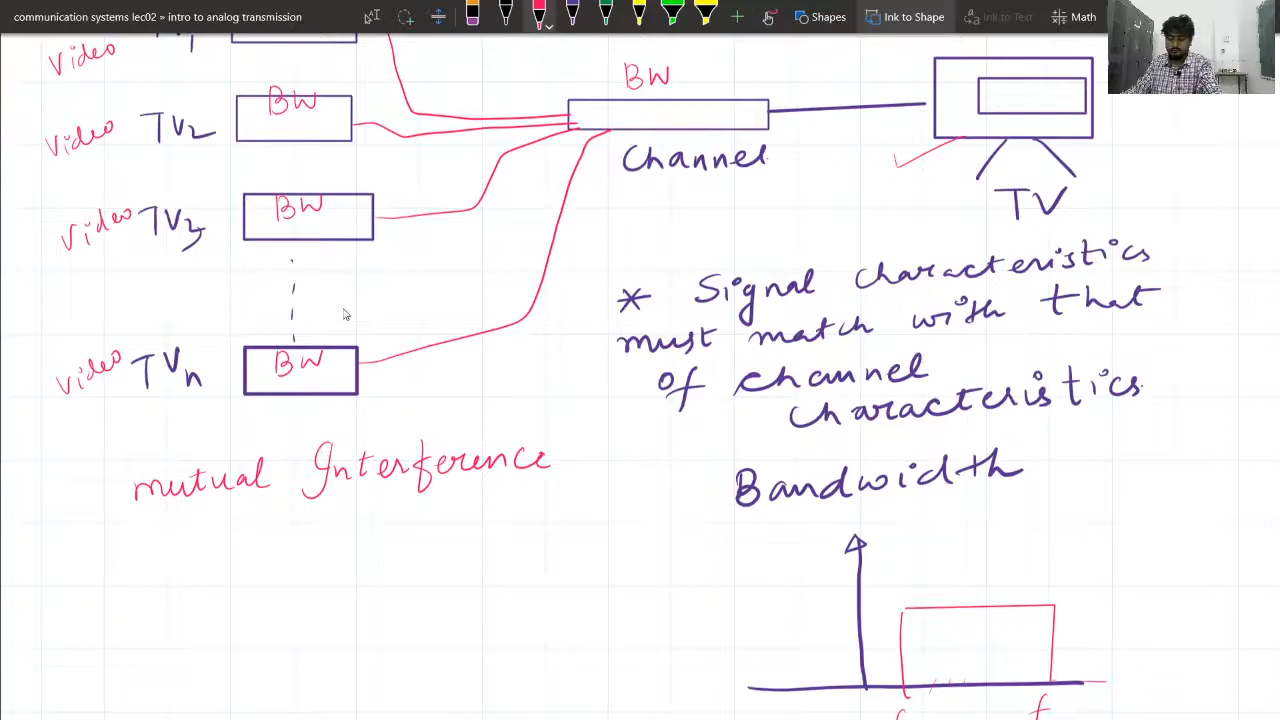 communication systems lec02 » intro to analog transmission
Shapes
Ink to Shape
Ink to Text
Math
Video
BW
BW
Video TV2
BW
Channel
TV
Video TV3
BW
* Signal characteristics
must match with that
of channel
characteristics
Video TVn
BW
mutual Interference
Bandwidth
f